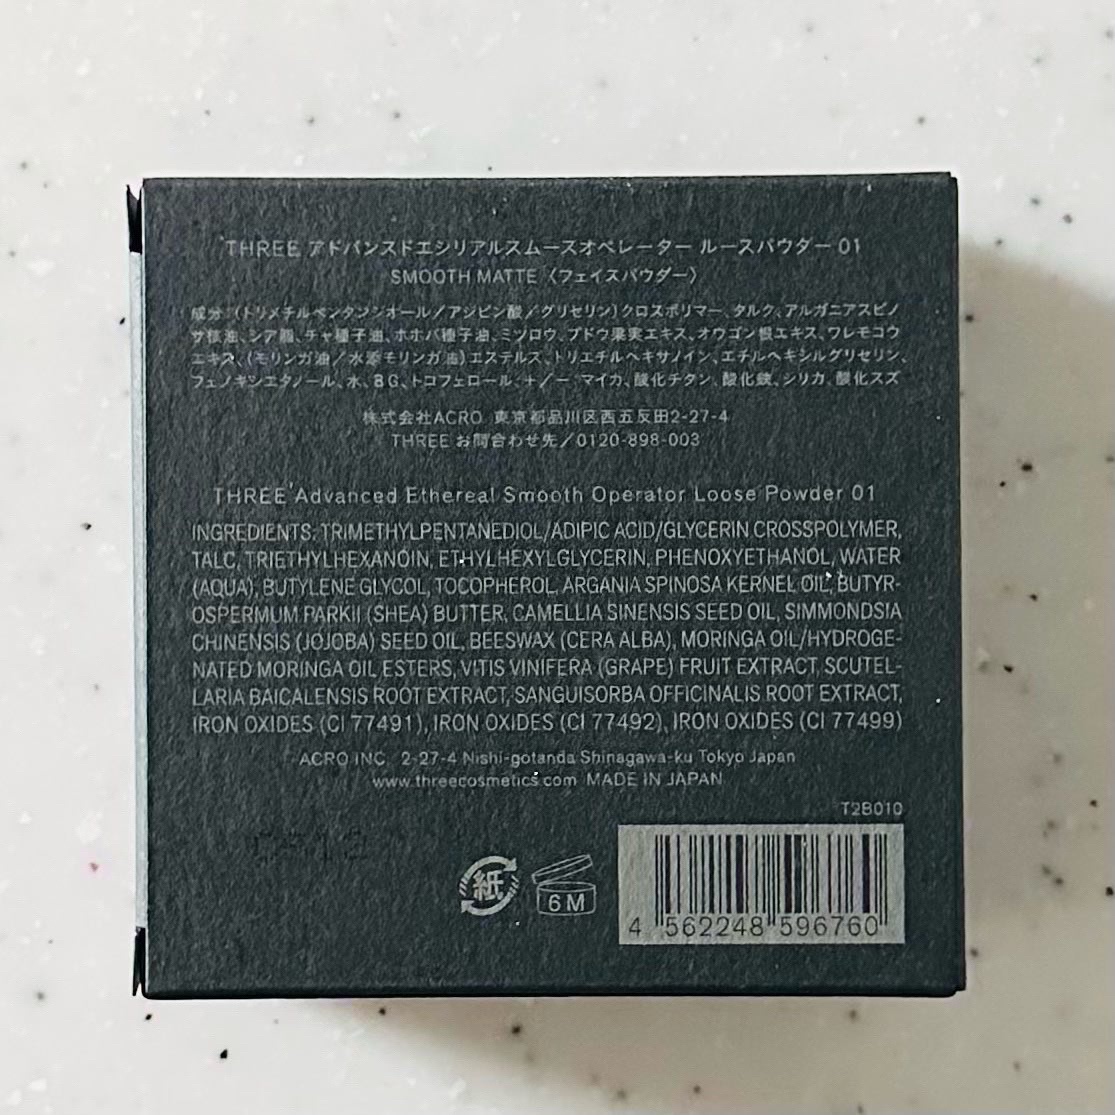 THREE アドバンスドエシリアルスムースオペレーター ルースパウダー 01
SMOOTH MATTE 〈フェイスパウダー〉
成分:(トリメチルペンタンジオール/アジピン酸/グリセリン)クロスポリマー、タルク、アルガニアスピノ
サ核油、シア脂、チャ種子油、ホホバ種子油、ミツロウ、ブドウ果実エキス、オウゴン根エキス、ワレモコウ
エキス、(モリンガ油/水添モリンガ油)エステルズ、トリエチルヘキサノイン、エチルヘキシルグリセリン、
フェノキシエタノール、水、BG、トコフェロール、+/- マイカ、酸化チタン、酸化鉄、シリカ、酸化スズ
株式会社ACRO 東京都品川区西五反田2-27-4
THREE お問合わせ先/0120-898-003
THREE Advanced Ethereal Smooth Operator Loose Powder 01
INGREDIENTS: TRIMETHYLPENTANEDIOL/ADIPIC ACID/GLYCERIN CROSSPOLYMER,
TALC, TRIETHYLHEXANOIN, ETHYLHEXYLGLYCERIN, PHENOXYETHANOL, WATER
(AQUA), BUTYLENE GLYCOL, TOCOPHEROL, ARGANIA SPINOSA KERNEL OIL, BUTYR-
OSPERMUM PARKII (SHEA) BUTTER, CAMELLIA SINENSIS SEED OIL, SIMMONDSIA
CHINENSIS (JOJOBA) SEED OIL, BEESWAX (CERA ALBA), MORINGA OIL/HYDROGE-
NATED MORINGA OIL ESTERS, VITIS VINIFERA (GRAPE) FRUIT EXTRACT, SCUTEL-
LARIA BAICALENSIS ROOT EXTRACT, SANGUISORBA OFFICINALIS ROOT EXTRACT,
IRON OXIDES (CI 77491), IRON OXIDES (CI 77492), IRON OXIDES (CI 77499)
ACRO INC 2-27-4 Nishi-gotanda Shinagawa-ku Tokyo Japan
www.threecosmetics.com MADE IN JAPAN
T2B010
紙
6M
4 562248 596760